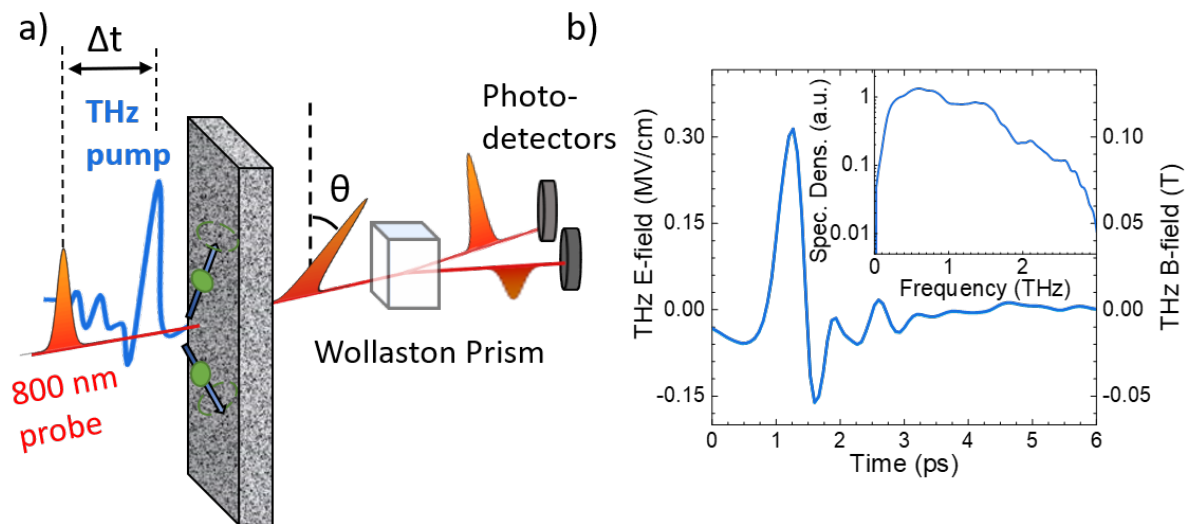 a)
Δt
THz
pump
800 nm
probe
θ
Wollaston Prism
Photo-
detectors
b)
THz E-field (MV/cm)
0.30
0.15
0.00
-0.15
0
1
2
3
4
5
6
Time (ps)
THz B-field (T)
0.10
0.05
0.00
-0.05
Spec. Dens. (a.u.)
1
0.1
0.01
0
1
2
Frequency (THz)